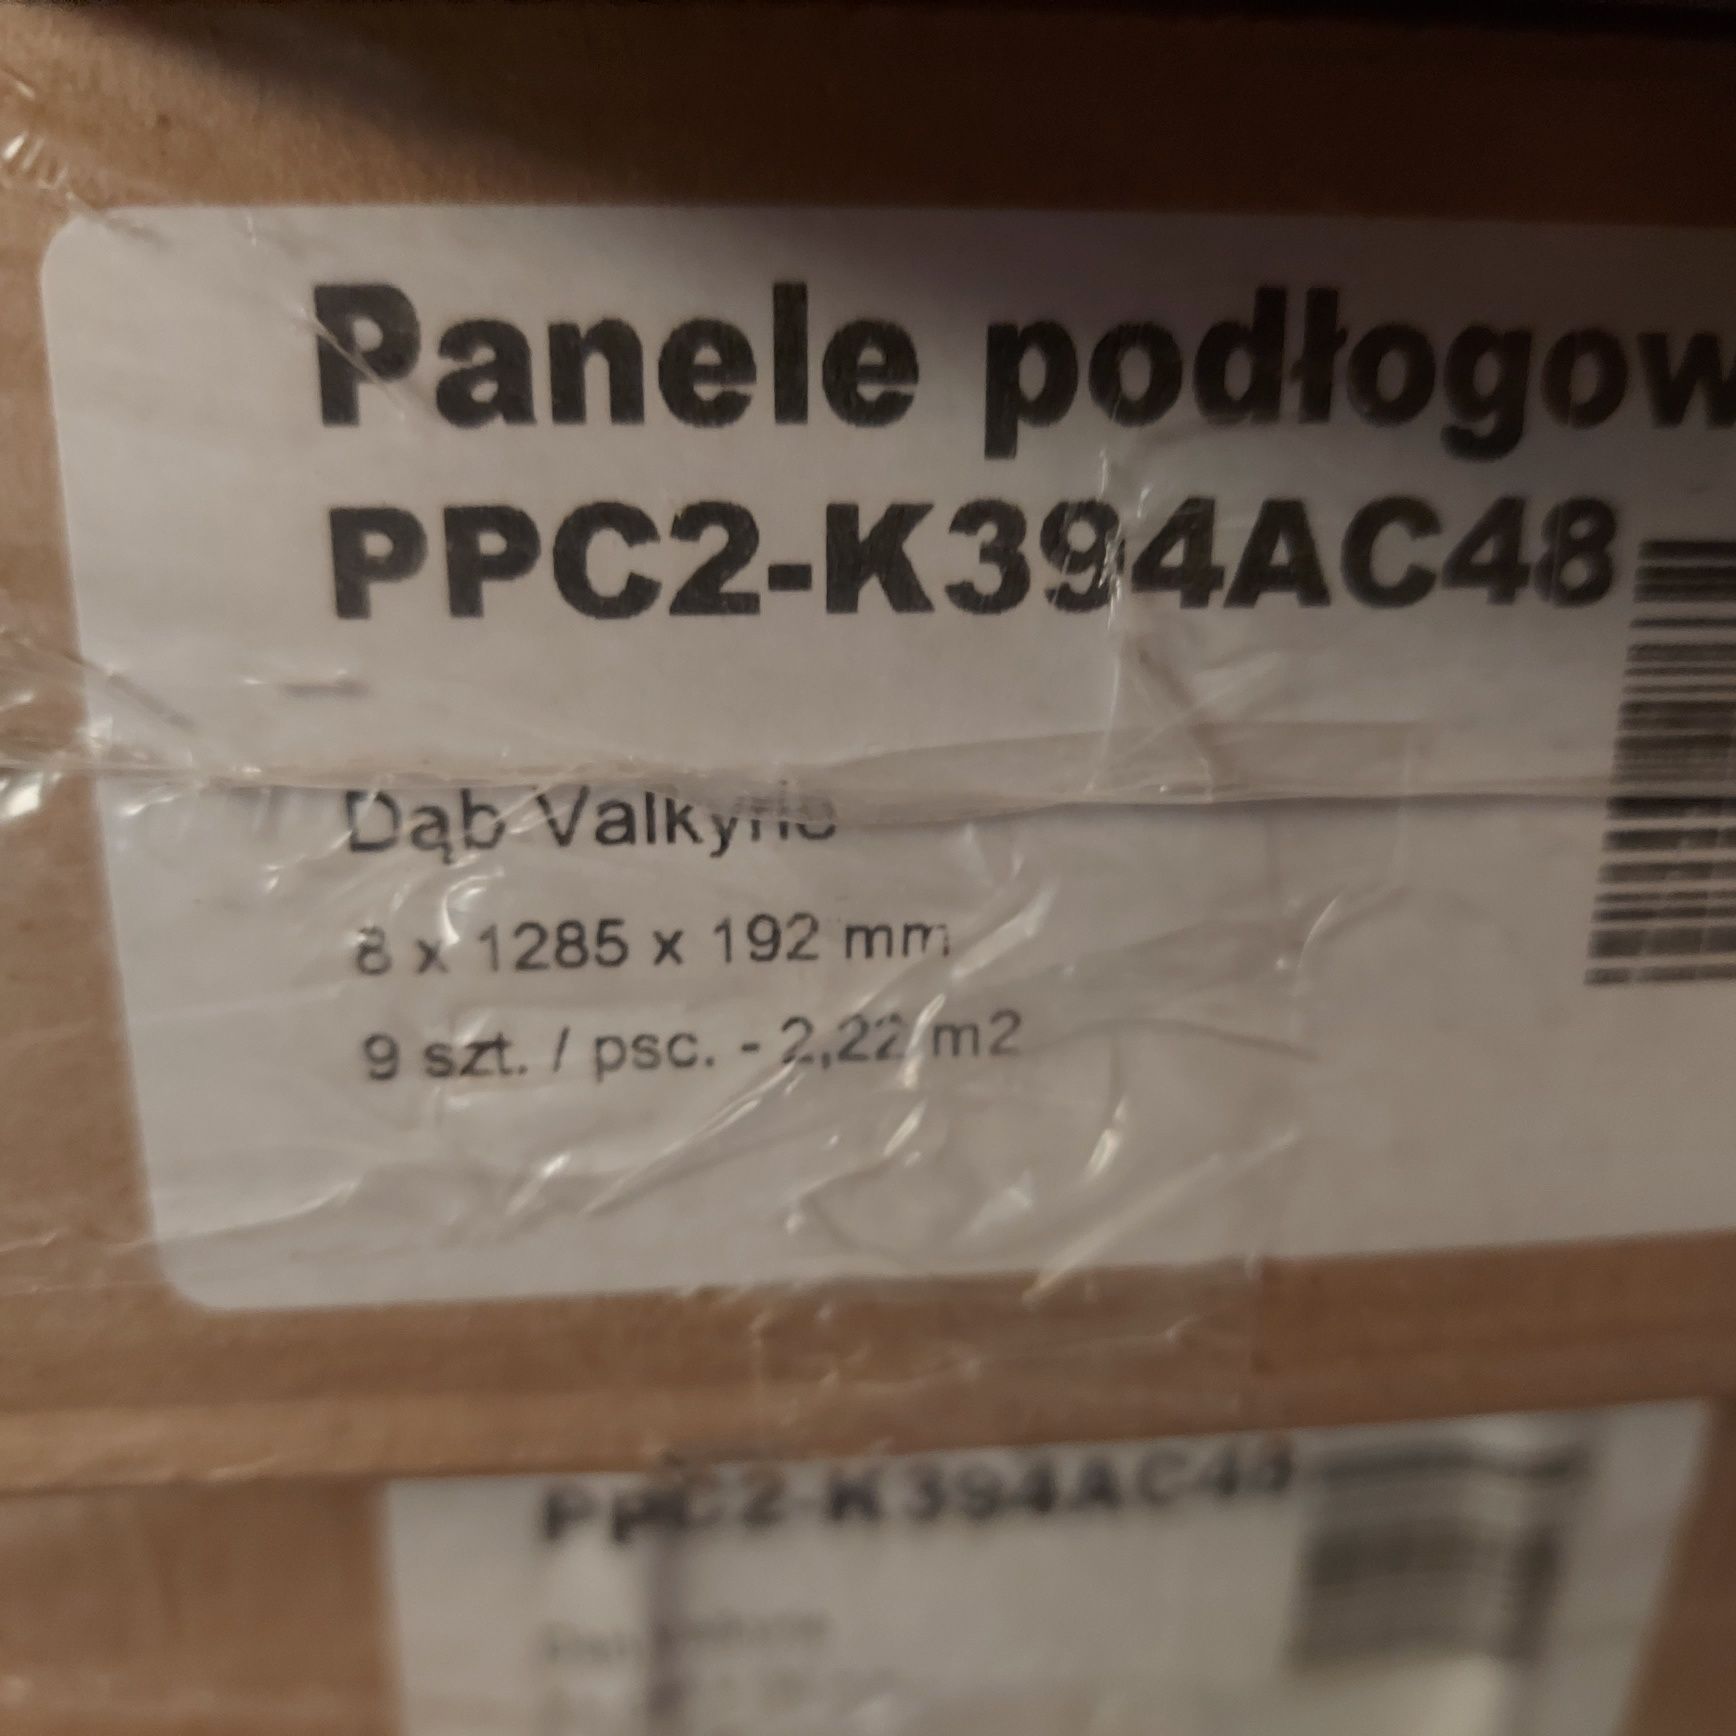 Panele podłogow
PPC2-K394AC48
Dąb Valkyrie
8 x 1285 x 192 mm
9 szt. / psc. - 2,22 m2
PPC2-K394AC48